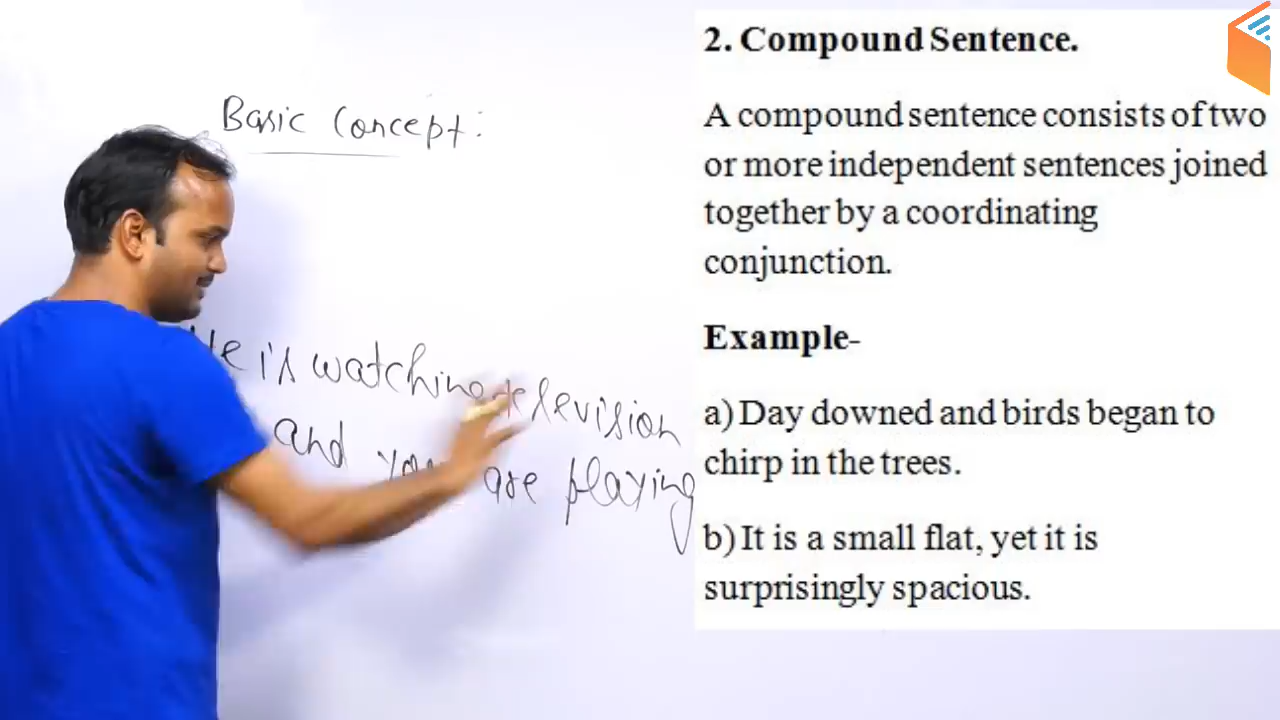 Basic Concept:
He is watching television
and you are playing
2. Compound Sentence.
A compound sentence consists of two
or more independent sentences joined
together by a coordinating
conjunction.
Example-
a) Day downed and birds began to
chirp in the trees.
b) It is a small flat, yet it is
surprisingly spacious.